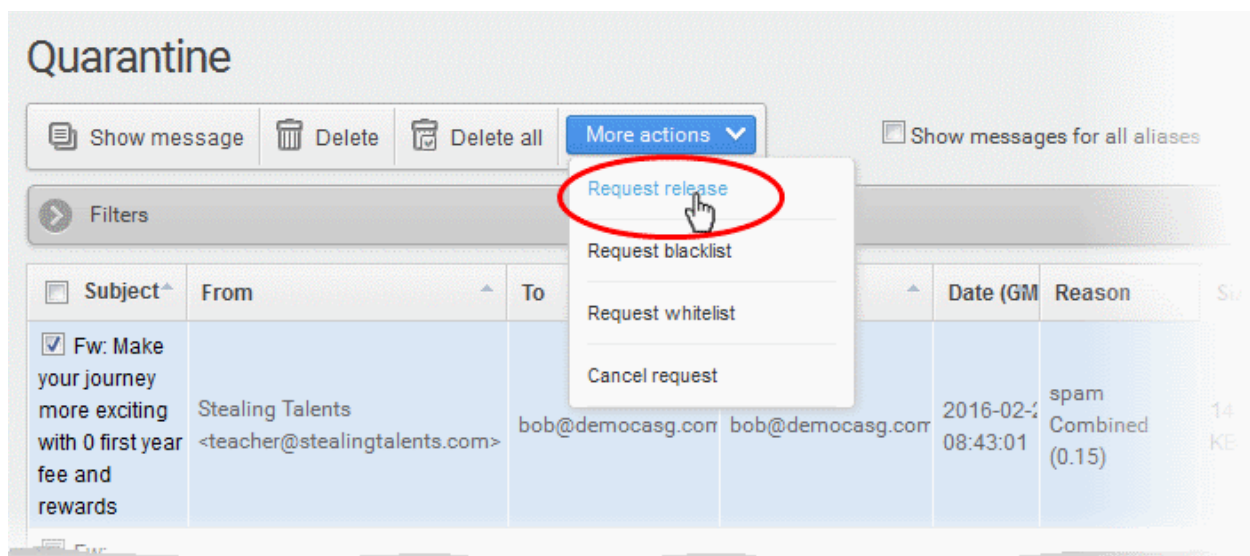 Quarantine
Show message Delete Delete all More actions Show messages for all aliases
Request release
Filters
Request blacklist
Subject From To Date (GM Reason
Request whitelist
Cancel request
Fw: Make
your journey
more exciting
with 0 first year
fee and
rewards
Stealing Talents
<teacher@stealingtalents.com>
bob@democasg.com bob@democasg.com
2016-02-2
08:43:01
spam
Combined
(0.15)
14
KB
Fw: